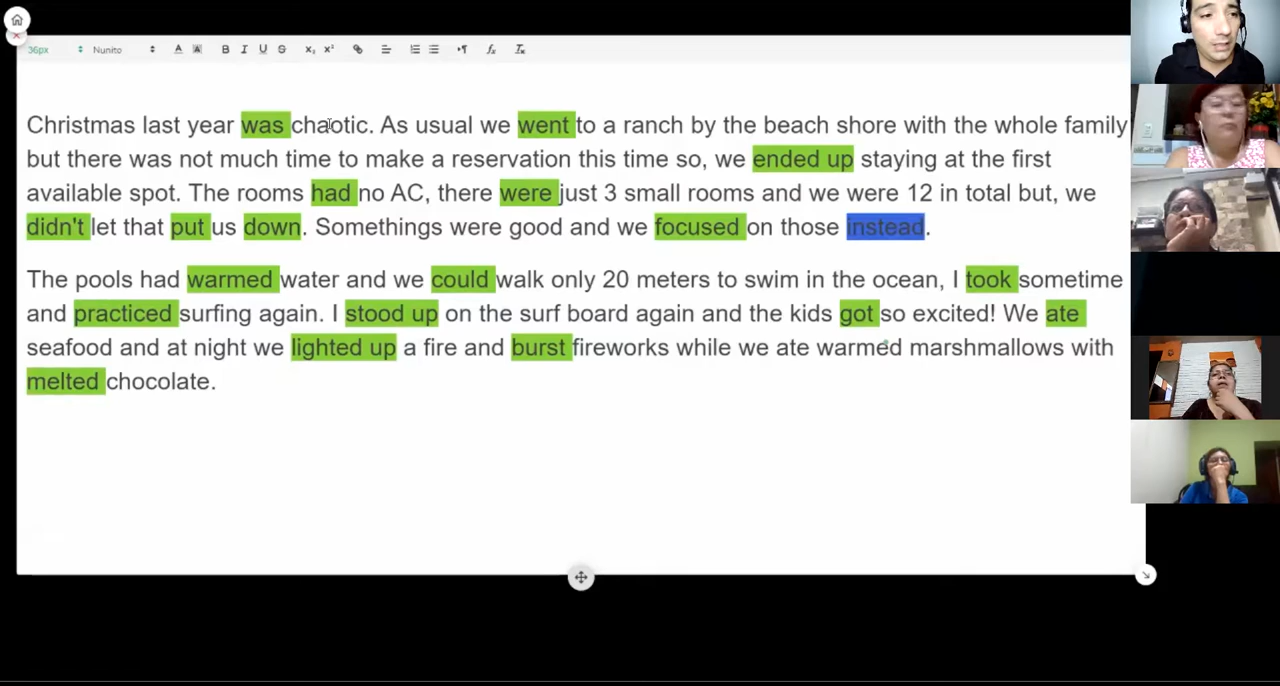 36px Nunito A A B I U S X₂ X² fx Tx
Christmas last year was chaotic. As usual we went to a ranch by the beach shore with the whole family
but there was not much time to make a reservation this time so, we ended up staying at the first
available spot. The rooms had no AC, there were just 3 small rooms and we were 12 in total but, we
didn't let that put us down. Somethings were good and we focused on those instead.
The pools had warmed water and we could walk only 20 meters to swim in the ocean, I took sometime
and practiced surfing again. I stood up on the surf board again and the kids got so excited! We ate
seafood and at night we lighted up a fire and burst fireworks while we ate warmed marshmallows with
melted chocolate.